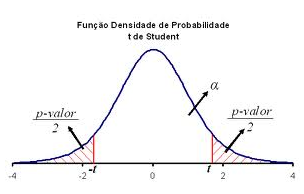 Função Densidade de Probabilidade
t de Student
α
p-valor
2
p-valor
2
-t
t
-4
-2
0
2
4